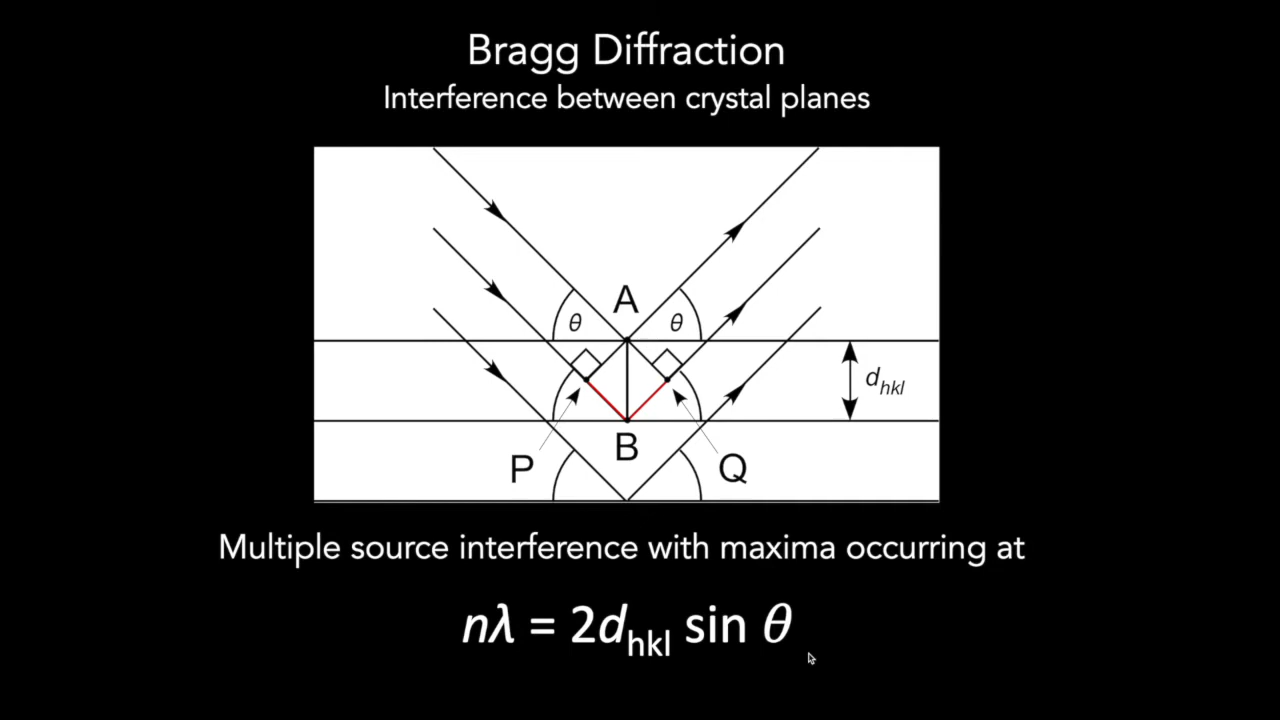 Bragg Diffraction
Interference between crystal planes
A
θ θ
d_hkl
B
P Q
Multiple source interference with maxima occurring at
nλ = 2d_hkl sin θ